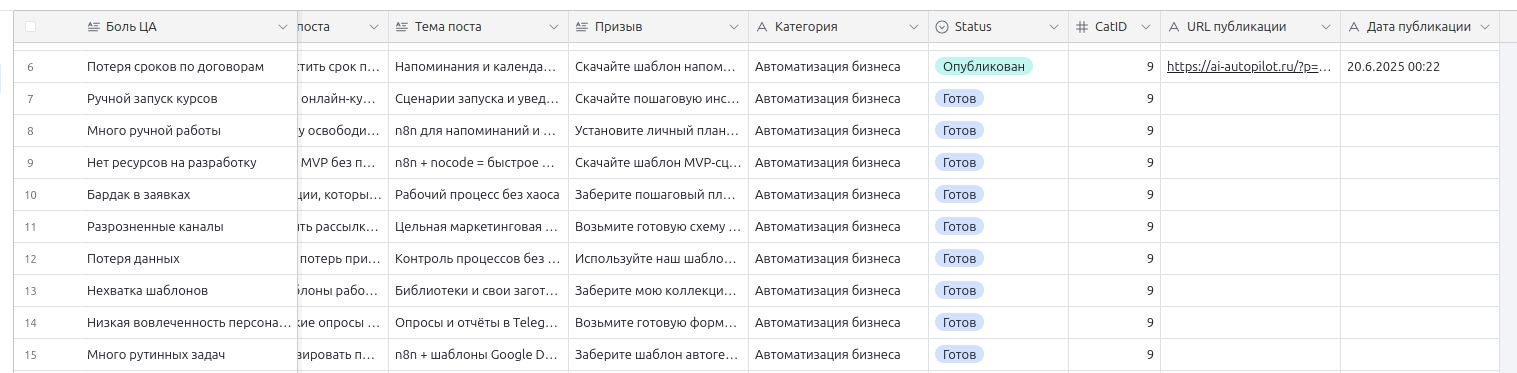 Боль ЦА поста Тема поста Призыв Категория Status CatID URL публикации Дата публикации
6 Потеря сроков по договорам стить срок п... Напоминания и календа... Скачайте шаблон напом... Автоматизация бизнеса Опубликован 9 https://ai-autopilot.ru/?p=... 20.6.2025 00:22
7 Ручной запуск курсов онлайн-ку... Сценарии запуска и увед... Скачайте пошаговую инс... Автоматизация бизнеса Готов 9
8 Много ручной работы у освободи... n8n для напоминаний и ... Установите личный план... Автоматизация бизнеса Готов 9
9 Нет ресурсов на разработку MVP без п... n8n + nocode = быстрое ... Скачайте шаблон MVP-сц... Автоматизация бизнеса Готов 9
10 Бардак в заявках ции, которы... Рабочий процесс без хаоса Заберите пошаговый пл... Автоматизация бизнеса Готов 9
11 Разрозненные каналы ть рассылк... Цельная маркетинговая ... Возьмите готовую схему ... Автоматизация бизнеса Готов 9
12 Потеря данных потерь при... Контроль процессов без ... Используйте наш шабло... Автоматизация бизнеса Готов 9
13 Нехватка шаблонов блоны рабо... Библиотеки и свои загот... Заберите мою коллекци... Автоматизация бизнеса Готов 9
14 Низкая вовлеченность персона... кие опросы ... Опросы и отчёты в Teleg... Возьмите готовую форм... Автоматизация бизнеса Готов 9
15 Много рутинных задач зировать п... n8n + шаблоны Google D... Заберите шаблон автоге... Автоматизация бизнеса Готов 9